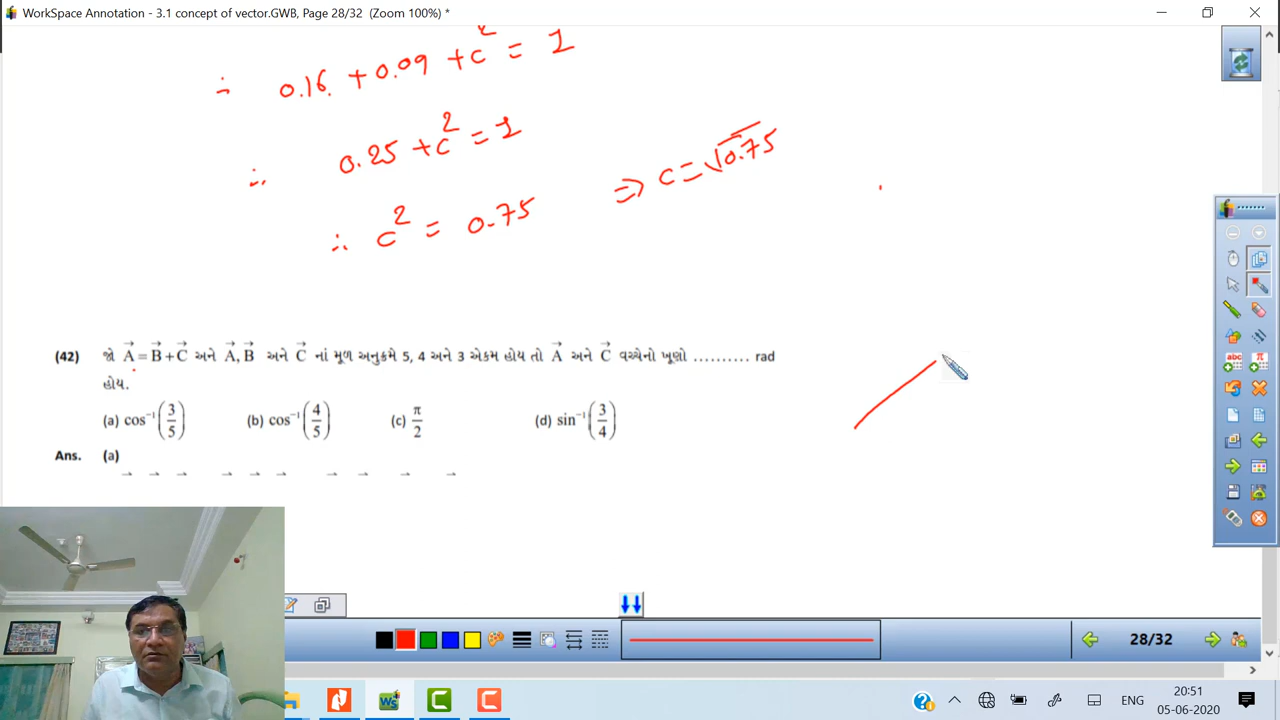 WorkSpace Annotation - 3.1 concept of vector.GWB, Page 28/32 (Zoom 100%) *
∴ 0.16 + 0.09 + c² = 1
∴ 0.25 + c² = 1
∴ c² = 0.75 ⇒ c = √0.75
(42) જો A⃗ = B⃗ + C⃗ અને A⃗, B⃗ અને C⃗ નાં મૂળ અનુક્રમે 5, 4 અને 3 એકમ હોય તો A⃗ અને C⃗ વચ્ચેનો ખૂણો .......... rad
હોય.
(a) cos⁻¹(3/5) (b) cos⁻¹(4/5) (c) π/2 (d) sin⁻¹(3/4)
Ans. (a)
abc
π
28/32
ENG
20:51
05-06-2020